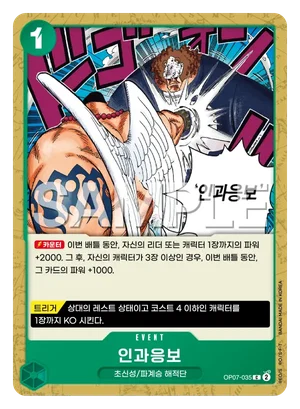 1
SAMPLE
인과응보
카운터 이번 배틀 동안, 자신의 리더 또는 캐릭터 1장까지의 파워
+2000. 그 후, 자신의 캐릭터가 3장 이상인 경우, 이번 배틀 동안, 그 카드의 파워 +1000.
트리거 상대의 레스트 상태이고 코스트 4 이하인 캐릭터를
1장까지 KO 시킨다.
EVENT
인과응보
초신성/파계승 해적단
OP07-035 C 2